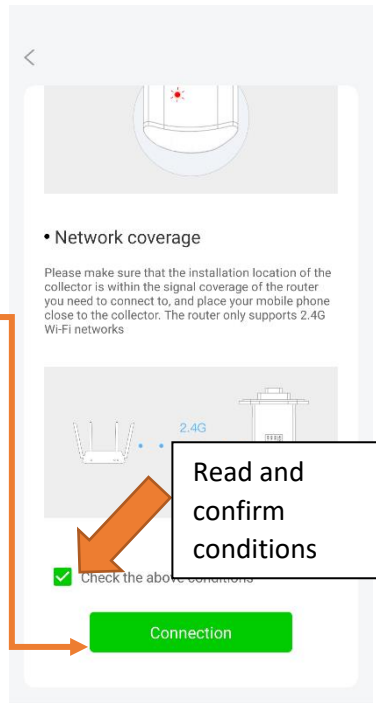 • Network coverage
Please make sure that the installation location of the
collector is within the signal coverage of the router
you need to connect to, and place your mobile phone
close to the collector. The router only supports 2.4G
Wi-Fi networks
2.4G
Read and
confirm
conditions
Check the above conditions
Connection